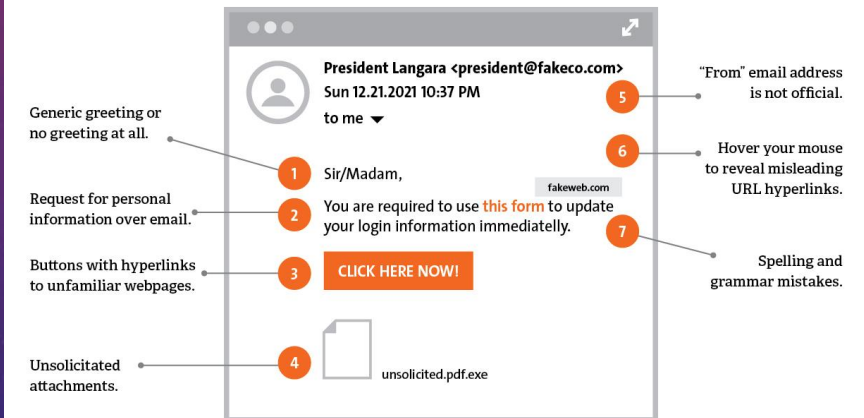 President Langara <president@fakeco.com>
Sun 12.21.2021 10:37 PM
to me
"From" email address
is not official.
5
Generic greeting or
no greeting at all.
1
Sir/Madam,
6
Hover your mouse
to reveal misleading
URL hyperlinks.
fakeweb.com
Request for personal
information over email.
2
You are required to use this form to update
your login information immediatelly.
7
Spelling and
grammar mistakes.
Buttons with hyperlinks
to unfamiliar webpages.
3
CLICK HERE NOW!
Unsolicitated
attachments.
4
unsolicited.pdf.exe